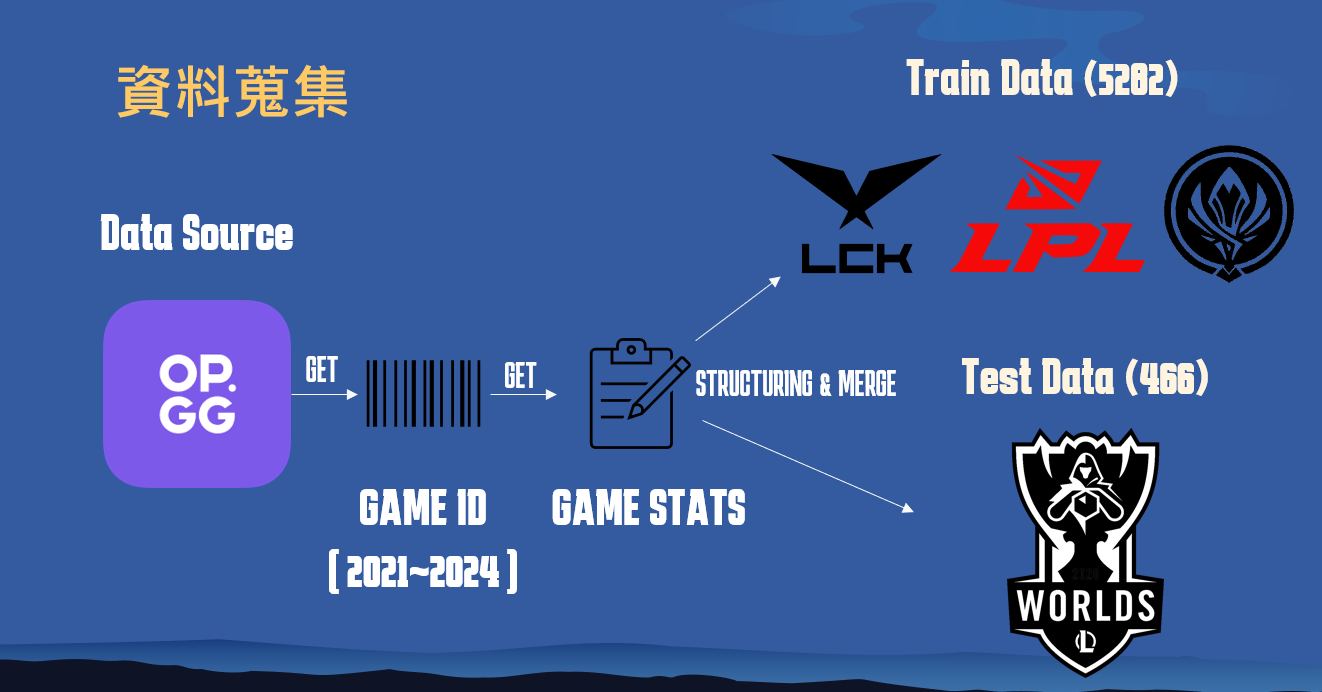 資料蒐集
Train Data (5282)
LCK
LPL
Data Source
OP.
GG
GET
GET
STRUCTURING & MERGE
Test Data (466)
GAME ID
GAME STATS
[ 2021~2024 ]
WORLDS